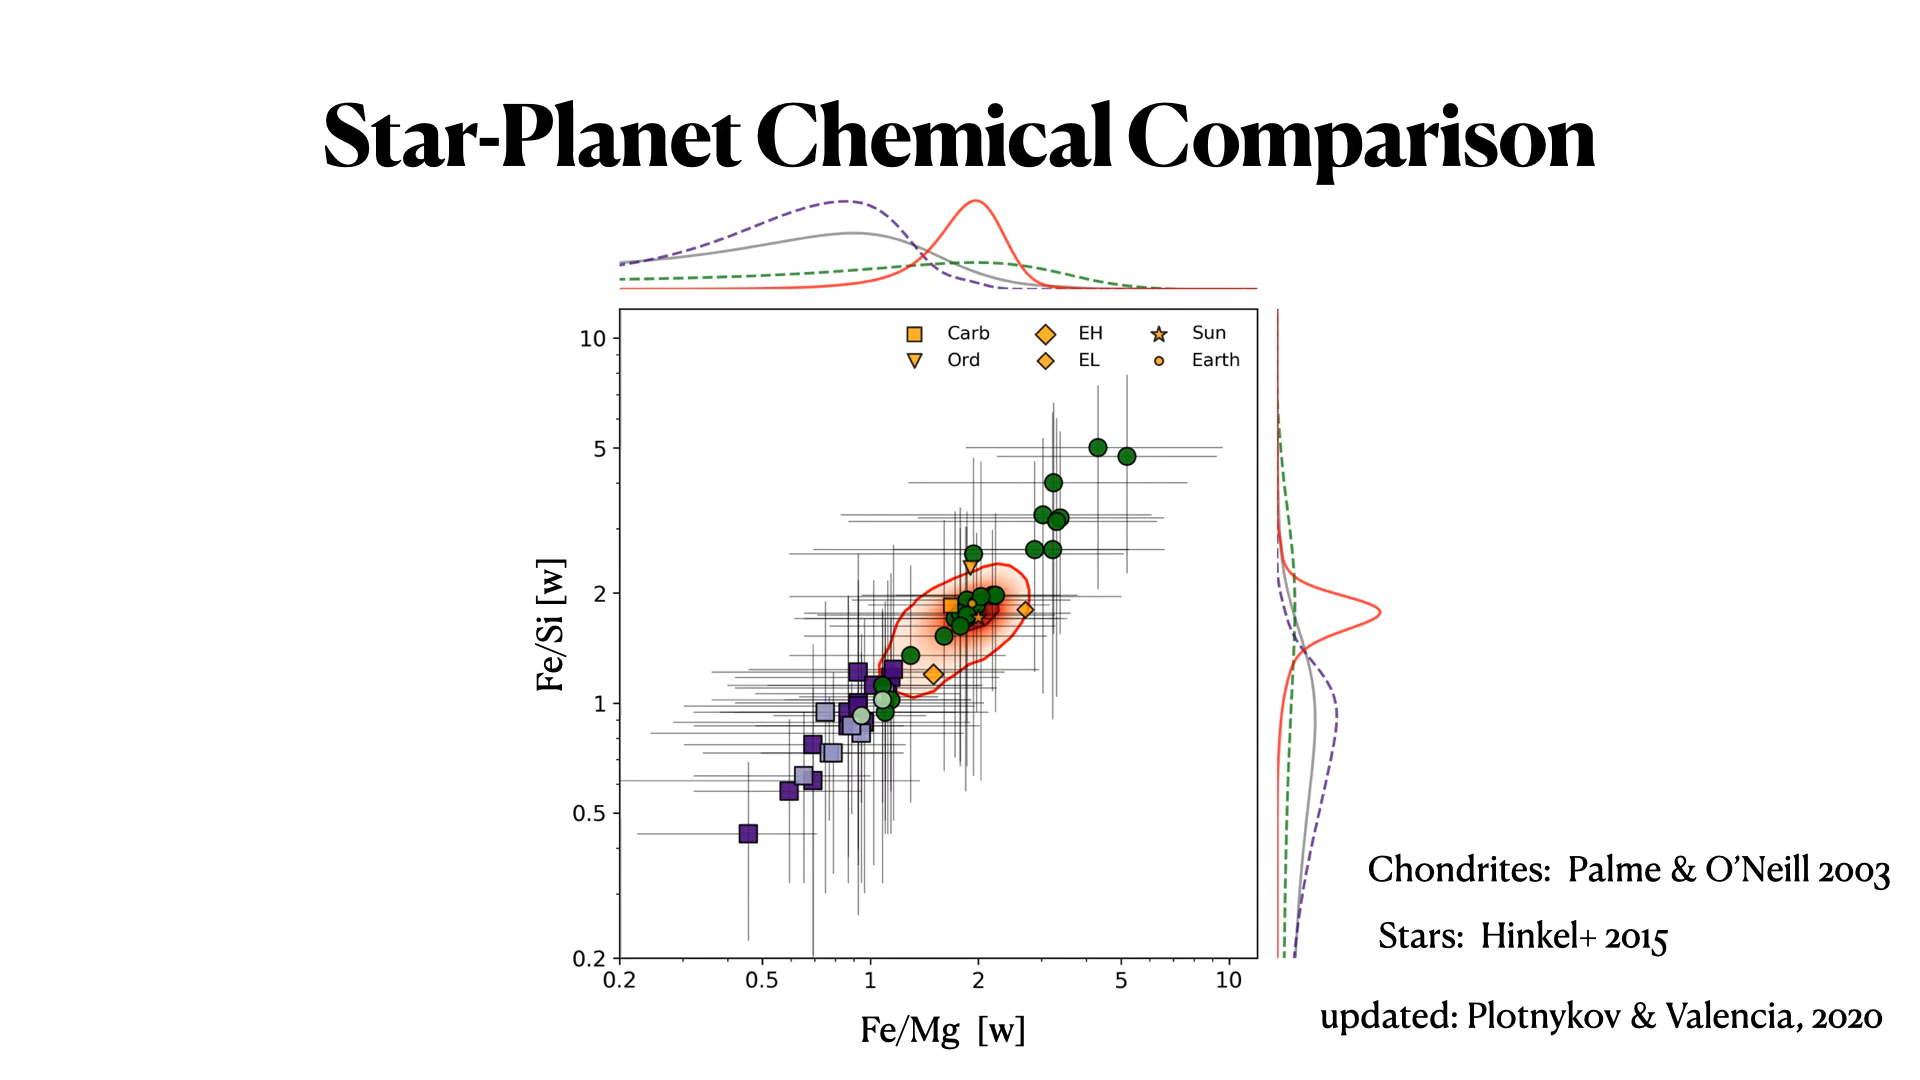 Star-Planet Chemical Comparison
Carb EH Sun
Ord EL Earth
10
5
2
1
0.5
0.2
Fe/Si [w]
0.2 0.5 1 2 5 10
Fe/Mg [w]
Chondrites: Palme & O’Neill 2003
Stars: Hinkel+ 2015
updated: Plotnykov & Valencia, 2020